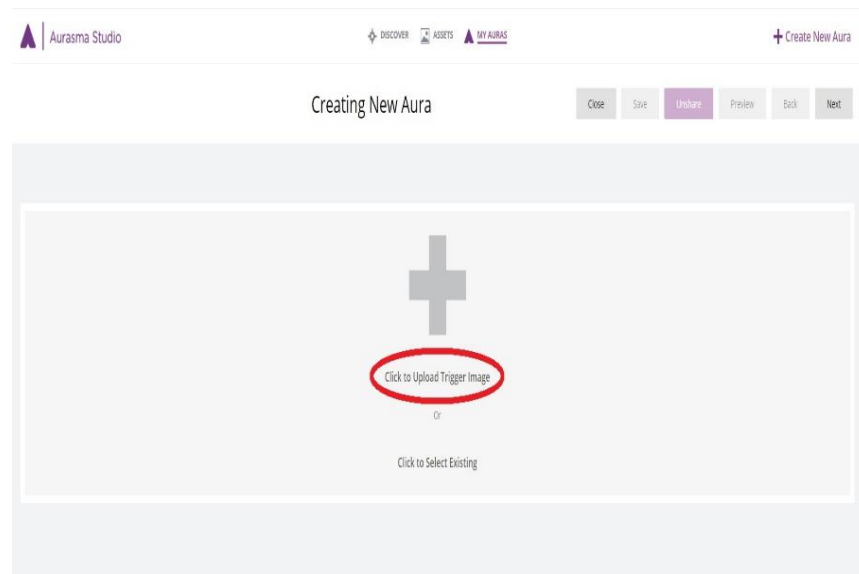 Aurasma Studio DISCOVER ASSETS MY AURAS Create New Aura
Creating New Aura Close Save Unshare Preview Back Next
Click to Upload Trigger Image
Or
Click to Select Existing